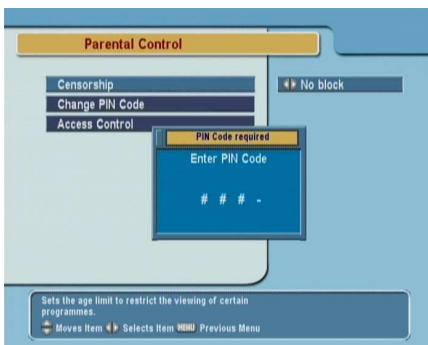 Parental Control
Censorship
No block
Change PIN Code
Access Control
PIN Code required
Enter PIN Code
# # # -
Sets the age limit to restrict the viewing of certain
programmes.
Moves Item Selects Item MENU Previous Menu